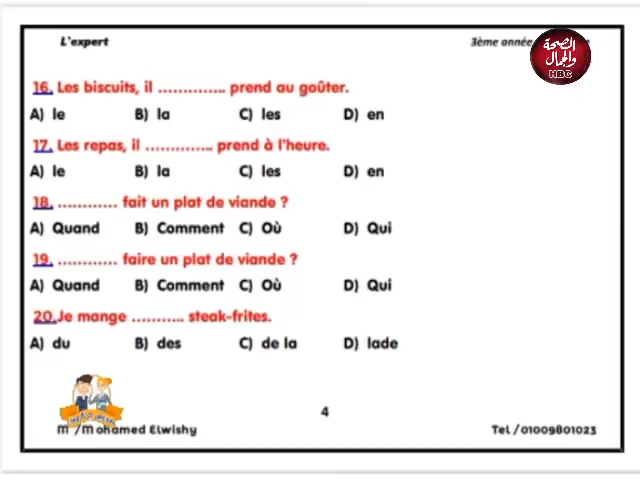 L'expert 3ème année
الصحة
والجمال
HBG
16. Les biscuits, il ………….. prend au goûter.
A) le B) la C) les D) en
17. Les repas, il ………….. prend à l'heure.
A) le B) la C) les D) en
18. ………… fait un plat de viande ?
A) Quand B) Comment C) Où D) Qui
19. ………… faire un plat de viande ?
A) Quand B) Comment C) Où D) Qui
20.Je mange ……….. steak-frites.
A) du B) des C) de la D) lade
4
M /Mohamed Elwishy Tel /01009801023